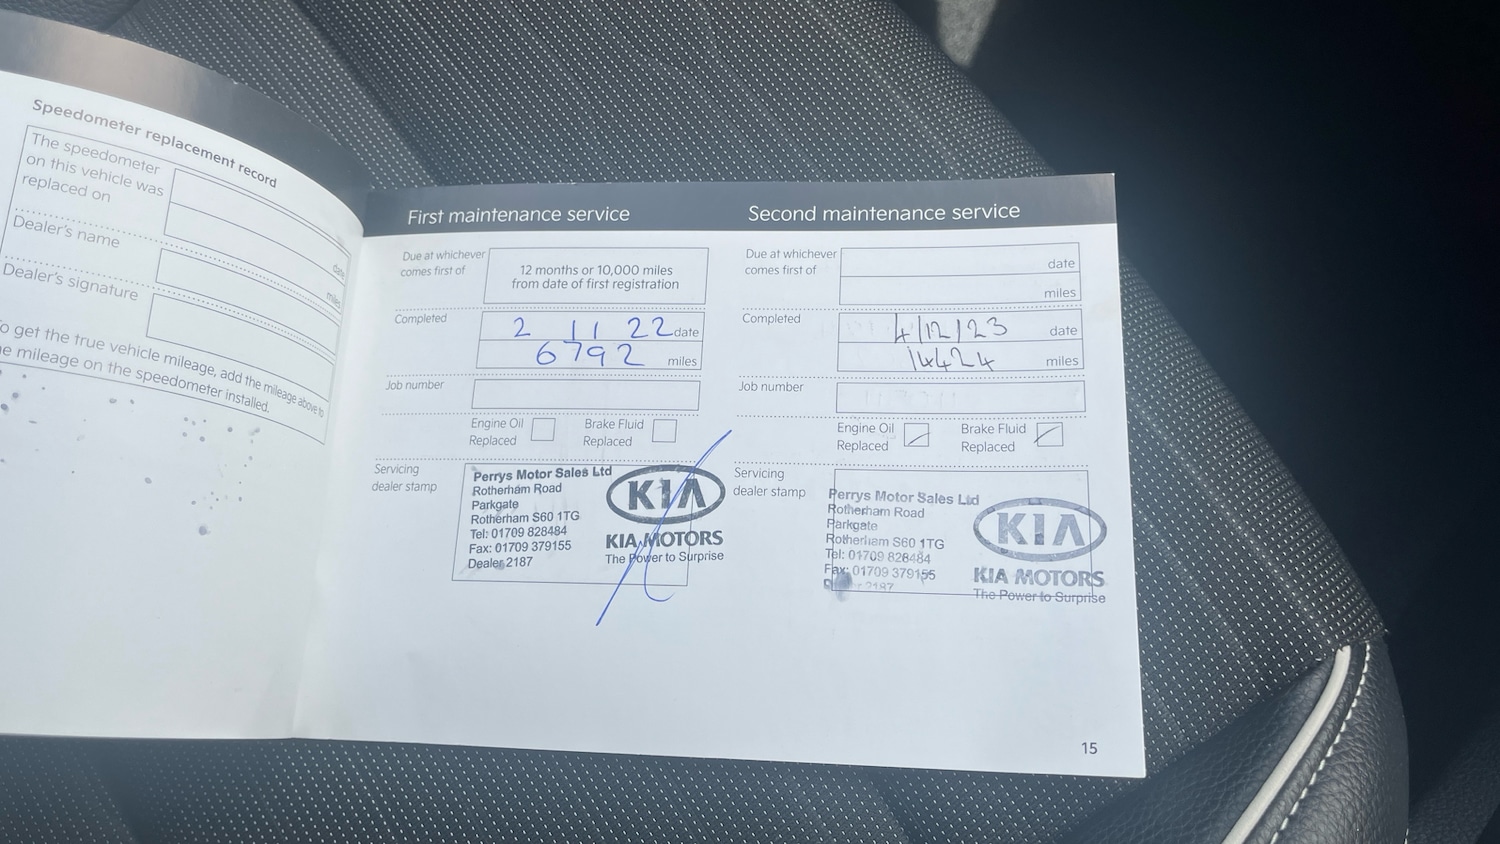 Speedometer replacement record
The speedometer
on this vehicle was
replaced on
date
miles
Dealer's name
Dealer's signature
To get the true vehicle mileage, add the mileage above to
the mileage on the speedometer installed.
First maintenance service
Due at whichever
comes first of
12 months or 10,000 miles
from date of first registration
Completed
2 11 22 date
6792 miles
Job number
Engine Oil
Replaced
Brake Fluid
Replaced
Servicing
dealer stamp
Perrys Motor Sales Ltd
Rotherham Road
Parkgate
Rotherham S60 1TG
Tel: 01709 828484
Fax: 01709 379155
Dealer 2187
KIA
KIA MOTORS
The Power to Surprise
Second maintenance service
Due at whichever
comes first of
date
miles
Completed
4/12/23 date
14424 miles
Job number
Engine Oil
Replaced
Brake Fluid
Replaced
Servicing
dealer stamp
Perrys Motor Sales Ltd
Rotherham Road
Parkgate
Rotherham S60 1TG
Tel: 01709 828484
Fax: 01709 379155
2187
KIA
KIA MOTORS
The Power to Surprise
15